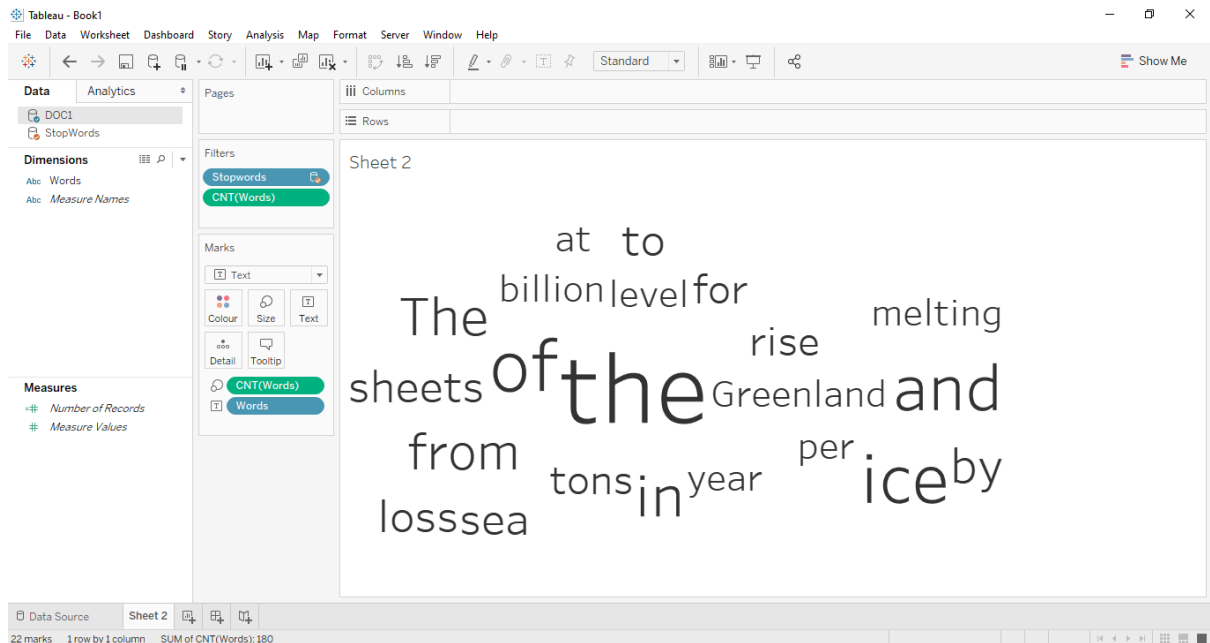 Tableau - Book1
File Data Worksheet Dashboard Story Analysis Map Format Server Window Help
Standard
Show Me
Data Analytics
Pages
Columns
DOC1
StopWords
Rows
Dimensions
Filters
Sheet 2
Abc Words
Stopwords
Abc Measure Names
CNT(Words)
Marks
Text
Colour Size Text
Detail Tooltip
Measures
CNT(Words)
Number of Records
Words
Measure Values
at to
billion level for
The melting
rise
sheets of the Greenland and
from per
tons in year ice by
loss sea
Data Source Sheet 2
22 marks 1 row by 1 column SUM of CNT(Words): 180